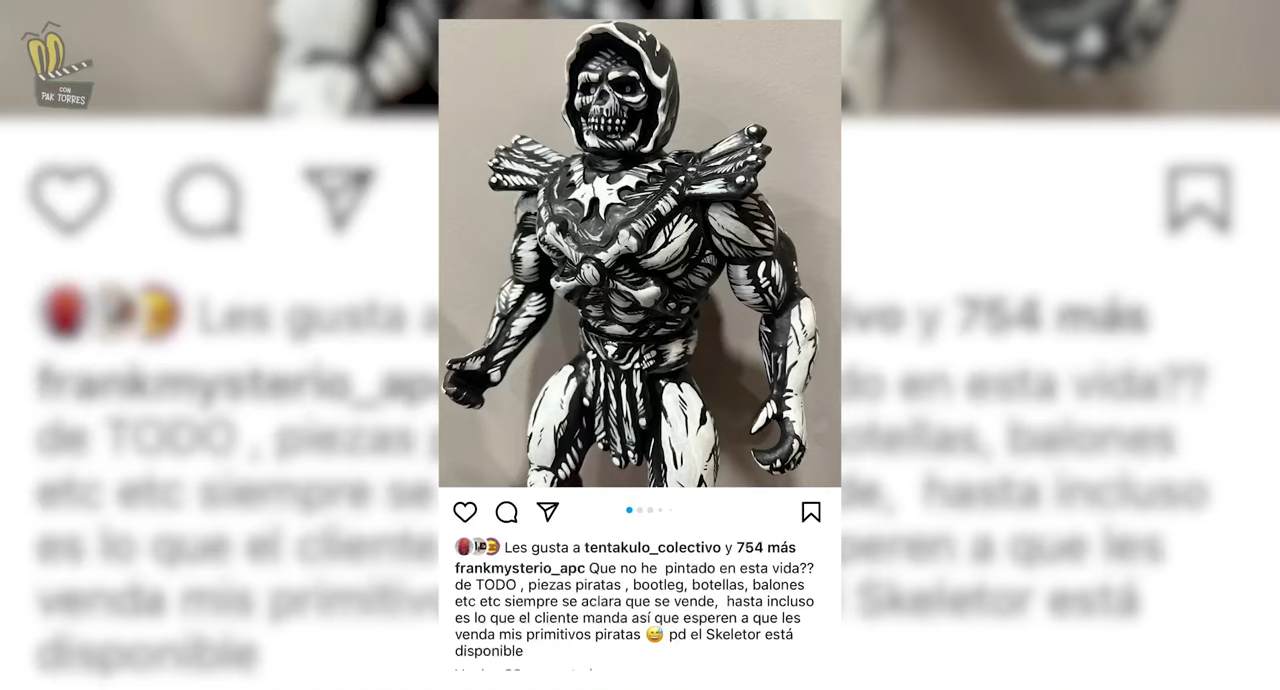 CON
PAK TORRES
Les gusta a tentakulo_colectivo y 754 más
frankmysterio_apc Que no he pintado en esta vida??
de TODO , piezas piratas , bootleg, botellas, balones
etc etc siempre se aclara que se vende, hasta incluso
es lo que el cliente manda así que esperen a que les
venda mis primitivos piratas 😅 pd el Skeletor está
disponible